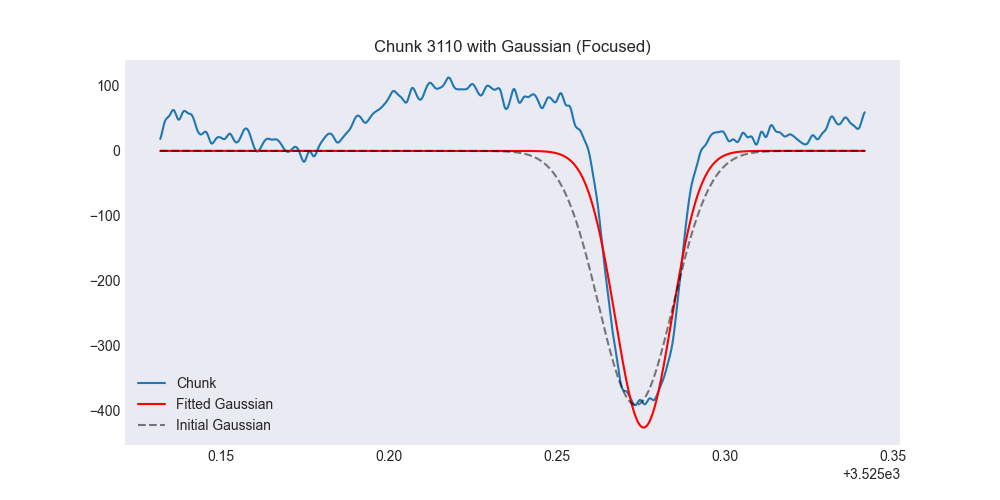 Chunk 3110 with Gaussian (Focused)
100
0
−100
−200
−300
−400
Chunk
Fitted Gaussian
Initial Gaussian
0.15 0.20 0.25 0.30 0.35
+3.525e3